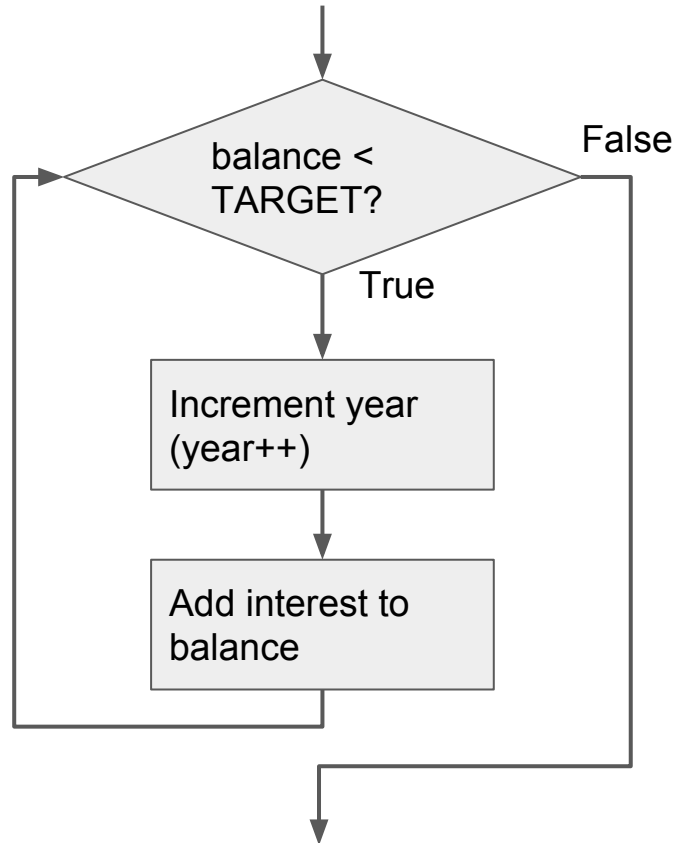 balance <
TARGET?
False
True
Increment year
(year++)
Add interest to
balance